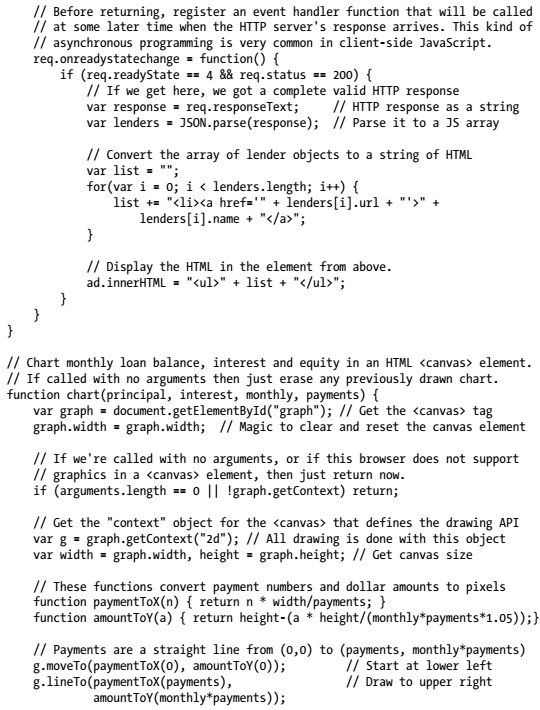 // Before returning, register an event handler function that will be called
    // at some later time when the HTTP server's response arrives. This kind of
    // asynchronous programming is very common in client-side JavaScript.
    req.onreadystatechange = function() {
        if (req.readyState == 4 && req.status == 200) {
            // If we get here, we got a complete valid HTTP response
            var response = req.responseText;     // HTTP response as a string
            var lenders = JSON.parse(response);  // Parse it to a JS array

            // Convert the array of lender objects to a string of HTML
            var list = "";
            for(var i = 0; i < lenders.length; i++) {
                list += "<li><a href='" + lenders[i].url + "'>" +
                    lenders[i].name + "</a>";
            }

            // Display the HTML in the element from above.
            ad.innerHTML = "<ul>" + list + "</ul>";
        }
    }
}

// Chart monthly loan balance, interest and equity in an HTML <canvas> element.
// If called with no arguments then just erase any previously drawn chart.
function chart(principal, interest, monthly, payments) {
    var graph = document.getElementById("graph"); // Get the <canvas> tag
    graph.width = graph.width;  // Magic to clear and reset the canvas element

    // If we're called with no arguments, or if this browser does not support
    // graphics in a <canvas> element, then just return now.
    if (arguments.length == 0 || !graph.getContext) return;

    // Get the "context" object for the <canvas> that defines the drawing API
    var g = graph.getContext("2d"); // All drawing is done with this object
    var width = graph.width, height = graph.height; // Get canvas size

    // These functions convert payment numbers and dollar amounts to pixels
    function paymentToX(n) { return n * width/payments; }
    function amountToY(a) { return height-(a * height/(monthly*payments*1.05));}

    // Payments are a straight line from (0,0) to (payments, monthly*payments)
    g.moveTo(paymentToX(0), amountToY(0));         // Start at lower left
    g.lineTo(paymentToX(payments),                 // Draw to upper right
             amountToY(monthly*payments));